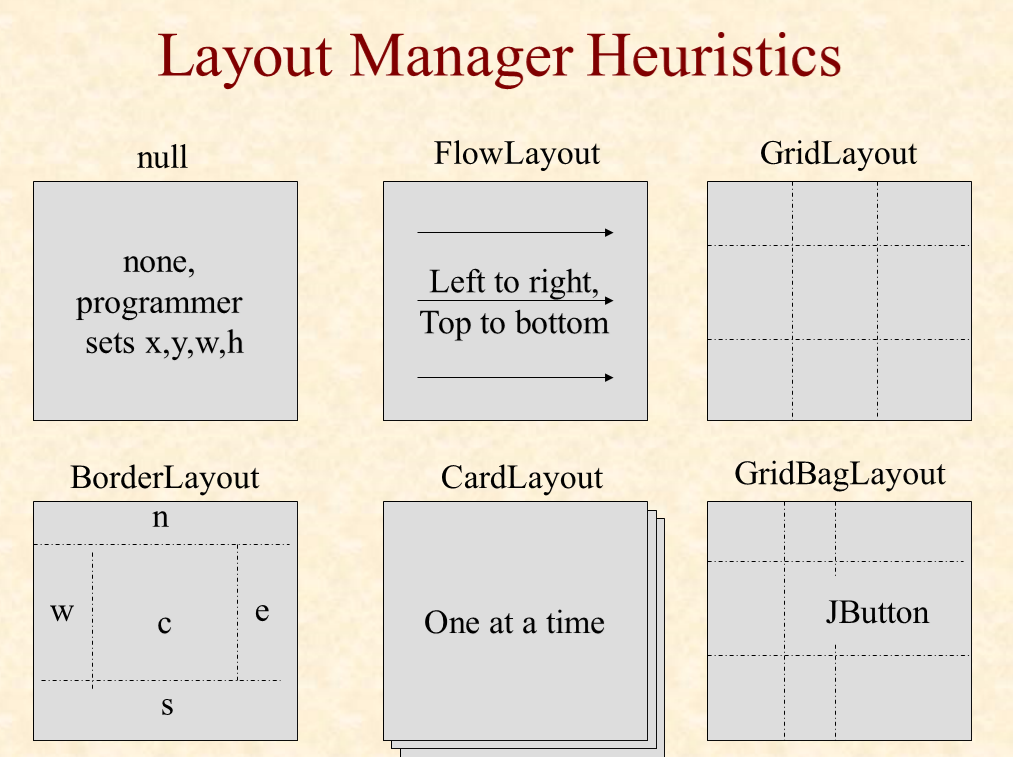 Layout Manager Heuristics
null
FlowLayout
GridLayout
none,
programmer
sets x,y,w,h
Left to right,
Top to bottom
BorderLayout
CardLayout
GridBagLayout
n
w
c
e
s
One at a time
JButton